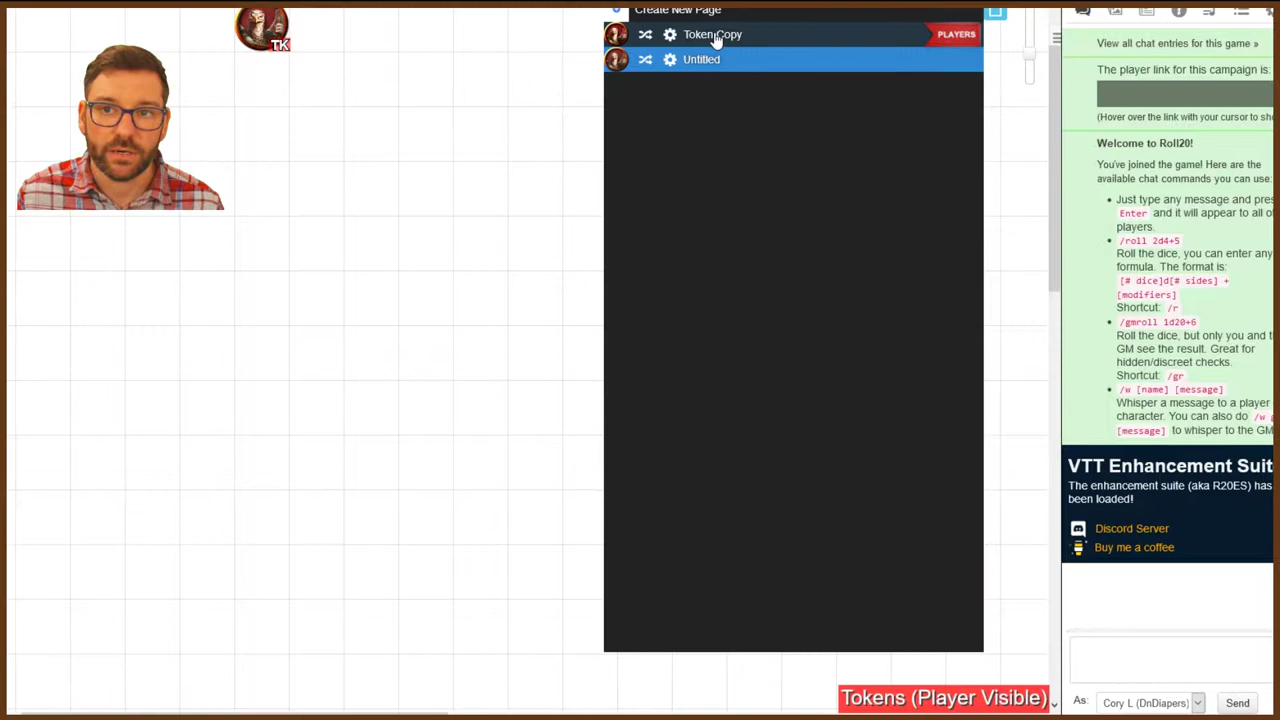 Create New Page
TK
Token Copy
PLAYERS
Untitled
View all chat entries for this game »
The player link for this campaign is:
(Hover over the link with your cursor to sho
Welcome to Roll20!
You've joined the game! Here are the
available chat commands you can use:
Just type any message and pres
Enter and it will appear to all o
players.
/roll 2d4+5
Roll the dice, you can enter any
formula. The format is:
[# dice]d[# sides] +
[modifiers]
Shortcut: /r
/gmroll 1d20+6
Roll the dice, but only you and t
GM see the result. Great for
hidden/discreet checks.
Shortcut: /gr
/w [name] [message]
Whisper a message to a player
character. You can also do /w g
[message] to whisper to the GM
VTT Enhancement Suit
The enhancement suite (aka R20ES) has
been loaded!
Discord Server
Buy me a coffee
Tokens (Player Visible)
As: Cory L (DnDiapers) Send